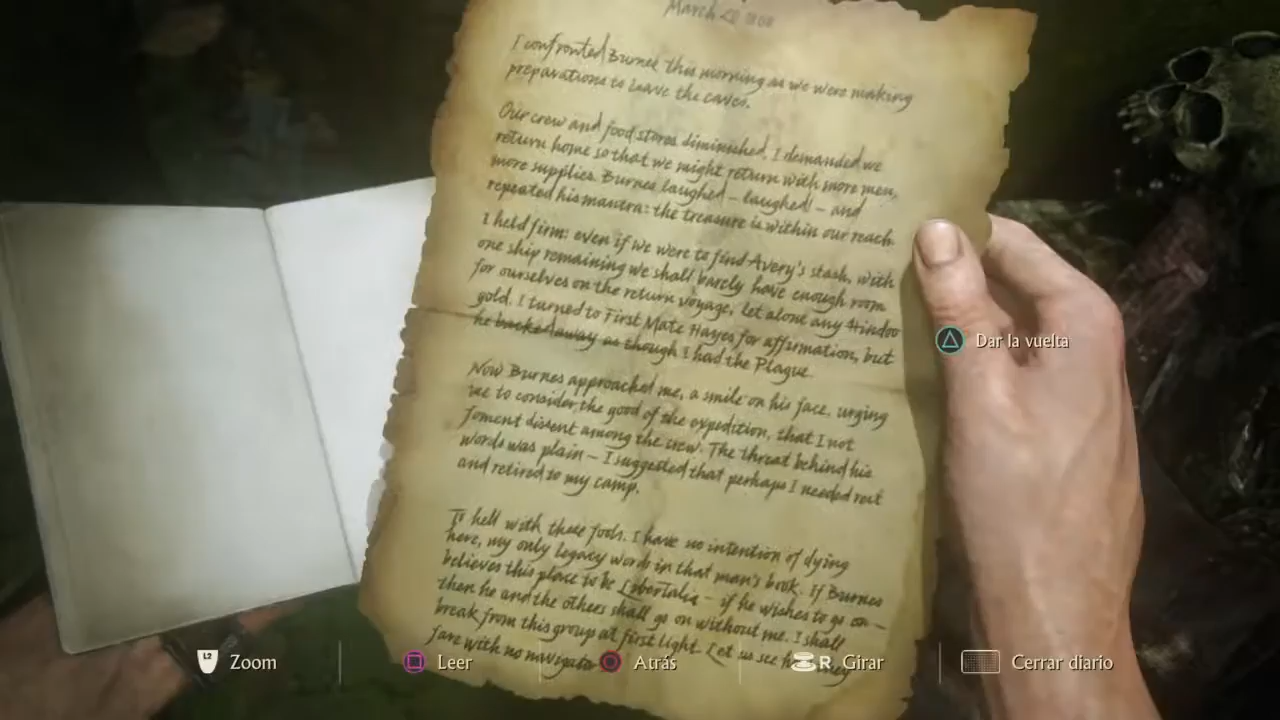 March 
I confronted Burnes this morning as we were making
preparations to leave the caves.
Our crew and food stores diminished, I demanded we
return home so that we might return with more men,
more supplies. Burnes laughed – laughed! – and
repeated his mantra: the treasure is within our reach.
I held firm: even if we were to find Avery's stash, with
one ship remaining we shall barely have enough room
for ourselves on the return voyage, let alone any Hindoo
gold. I turned to First Mate Hayes for affirmation, but
he backed away as though I had the Plague.
Now Burnes approached me, a smile on his face, urging
me to consider the good of the expedition, that I not
foment dissent among the crew. The threat behind his
words was plain – I suggested that perhaps I needed rest
and retired to my camp.
To hell with these fools. I have no intention of dying
here, my only legacy words in that man's book. If Burnes
believes this place to be Libertalia – if he wishes to go on –
then he and the others shall go on without me. I shall
break from this group at first light. Let us see how they
fare with no navigator
Dar la vuelta
L2 Zoom
Leer
Atrás
R Girar
Cerrar diario